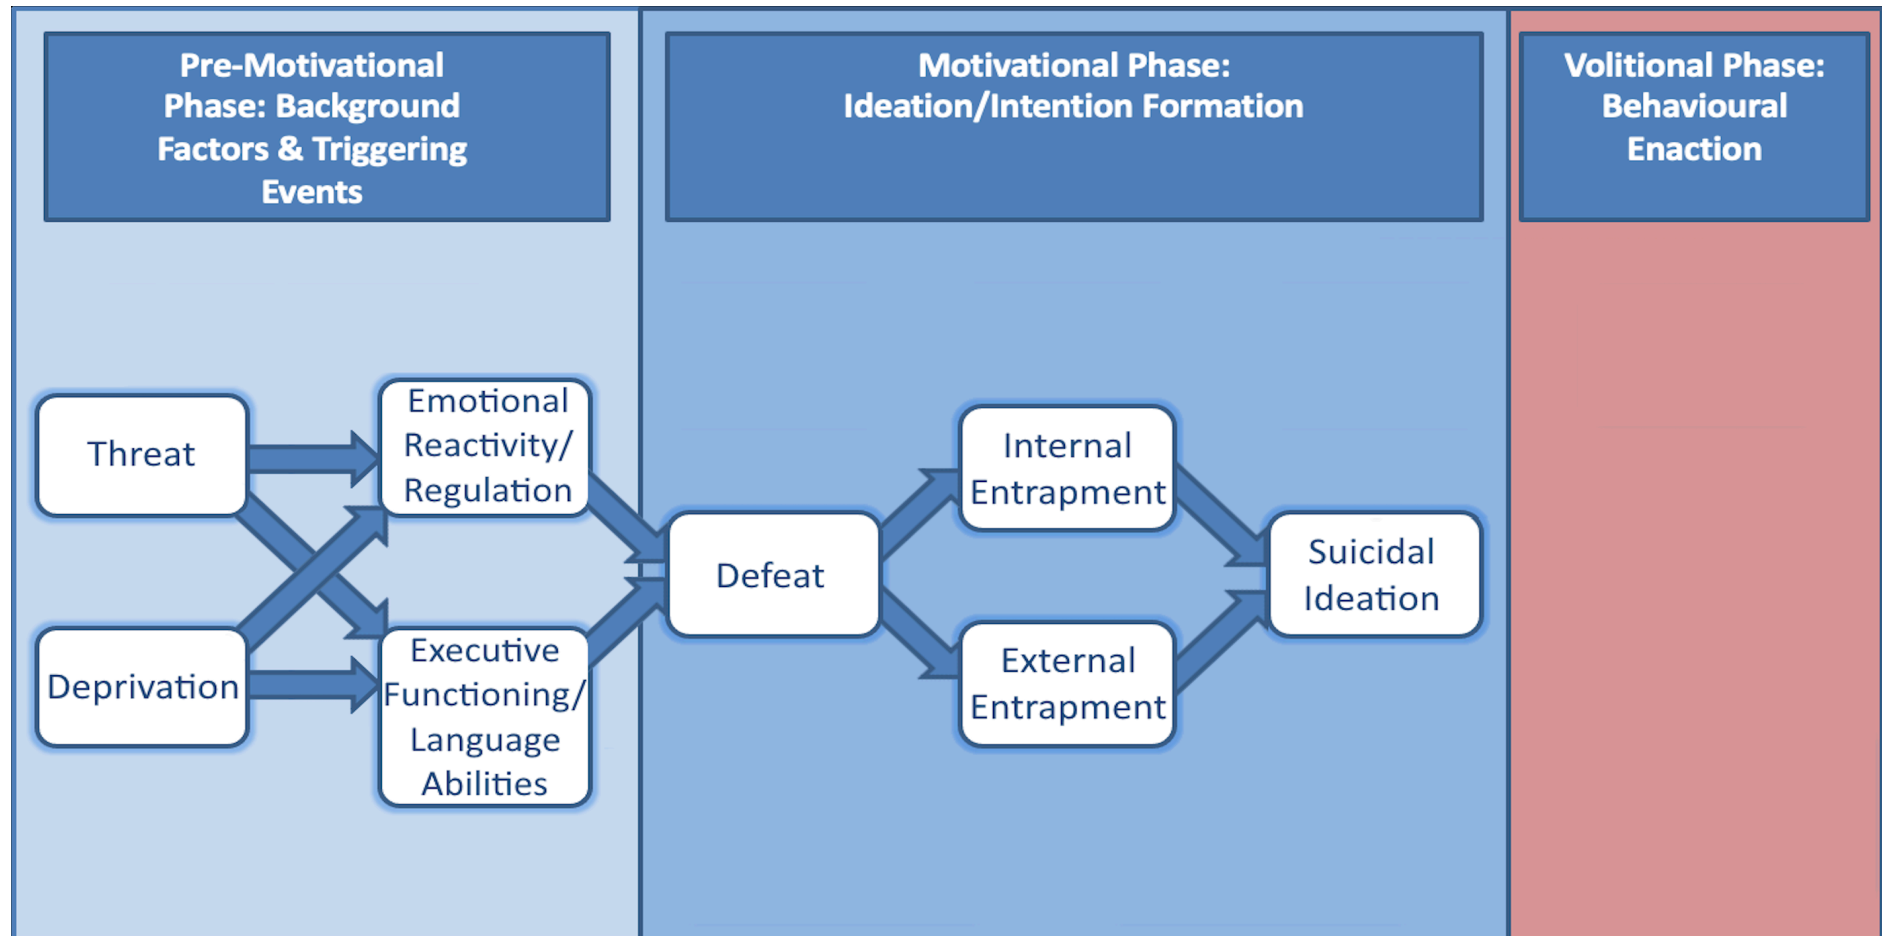 Pre-Motivational
Phase: Background
Factors & Triggering
Events
Motivational Phase:
Ideation/Intention Formation
Volitional Phase:
Behavioural
Enaction
Threat
Deprivation
Emotional
Reactivity/
Regulation
Executive
Functioning/
Language
Abilities
Defeat
Internal
Entrapment
External
Entrapment
Suicidal
Ideation